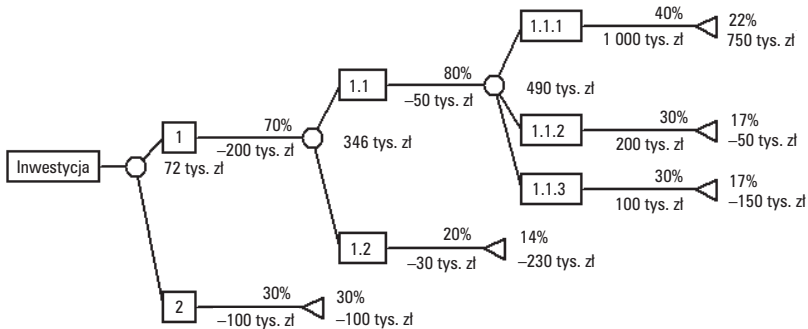 40%
22%
1.1.1
1 000 tys. zł
750 tys. zł
1.1
80%
–50 tys. zł
490 tys. zł
1
70%
–200 tys. zł
346 tys. zł
1.1.2
30%
17%
200 tys. zł
–50 tys. zł
Inwestycja
72 tys. zł
1.1.3
30%
17%
100 tys. zł
–150 tys. zł
1.2
20%
14%
–30 tys. zł
–230 tys. zł
2
30%
30%
–100 tys. zł
–100 tys. zł